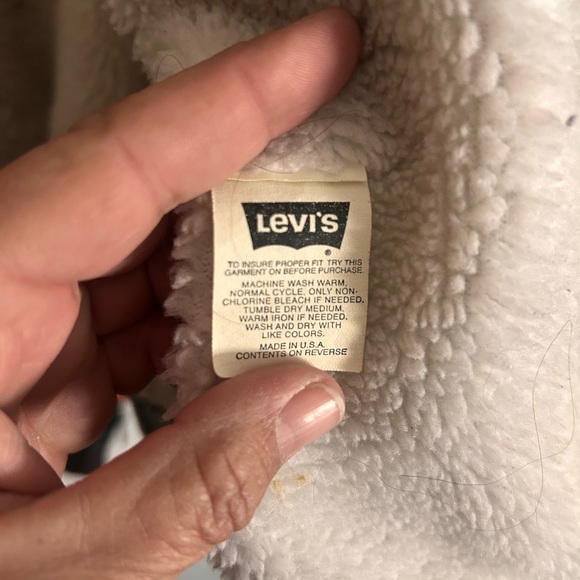 Levi's
®
TO INSURE PROPER FIT TRY THIS
GARMENT ON BEFORE PURCHASE.
MACHINE WASH WARM,
NORMAL CYCLE. ONLY NON-
CHLORINE BLEACH IF NEEDED.
TUMBLE DRY MEDIUM.
WARM IRON IF NEEDED.
WASH AND DRY WITH
LIKE COLORS.
MADE IN U.S.A.
CONTENTS ON REVERSE